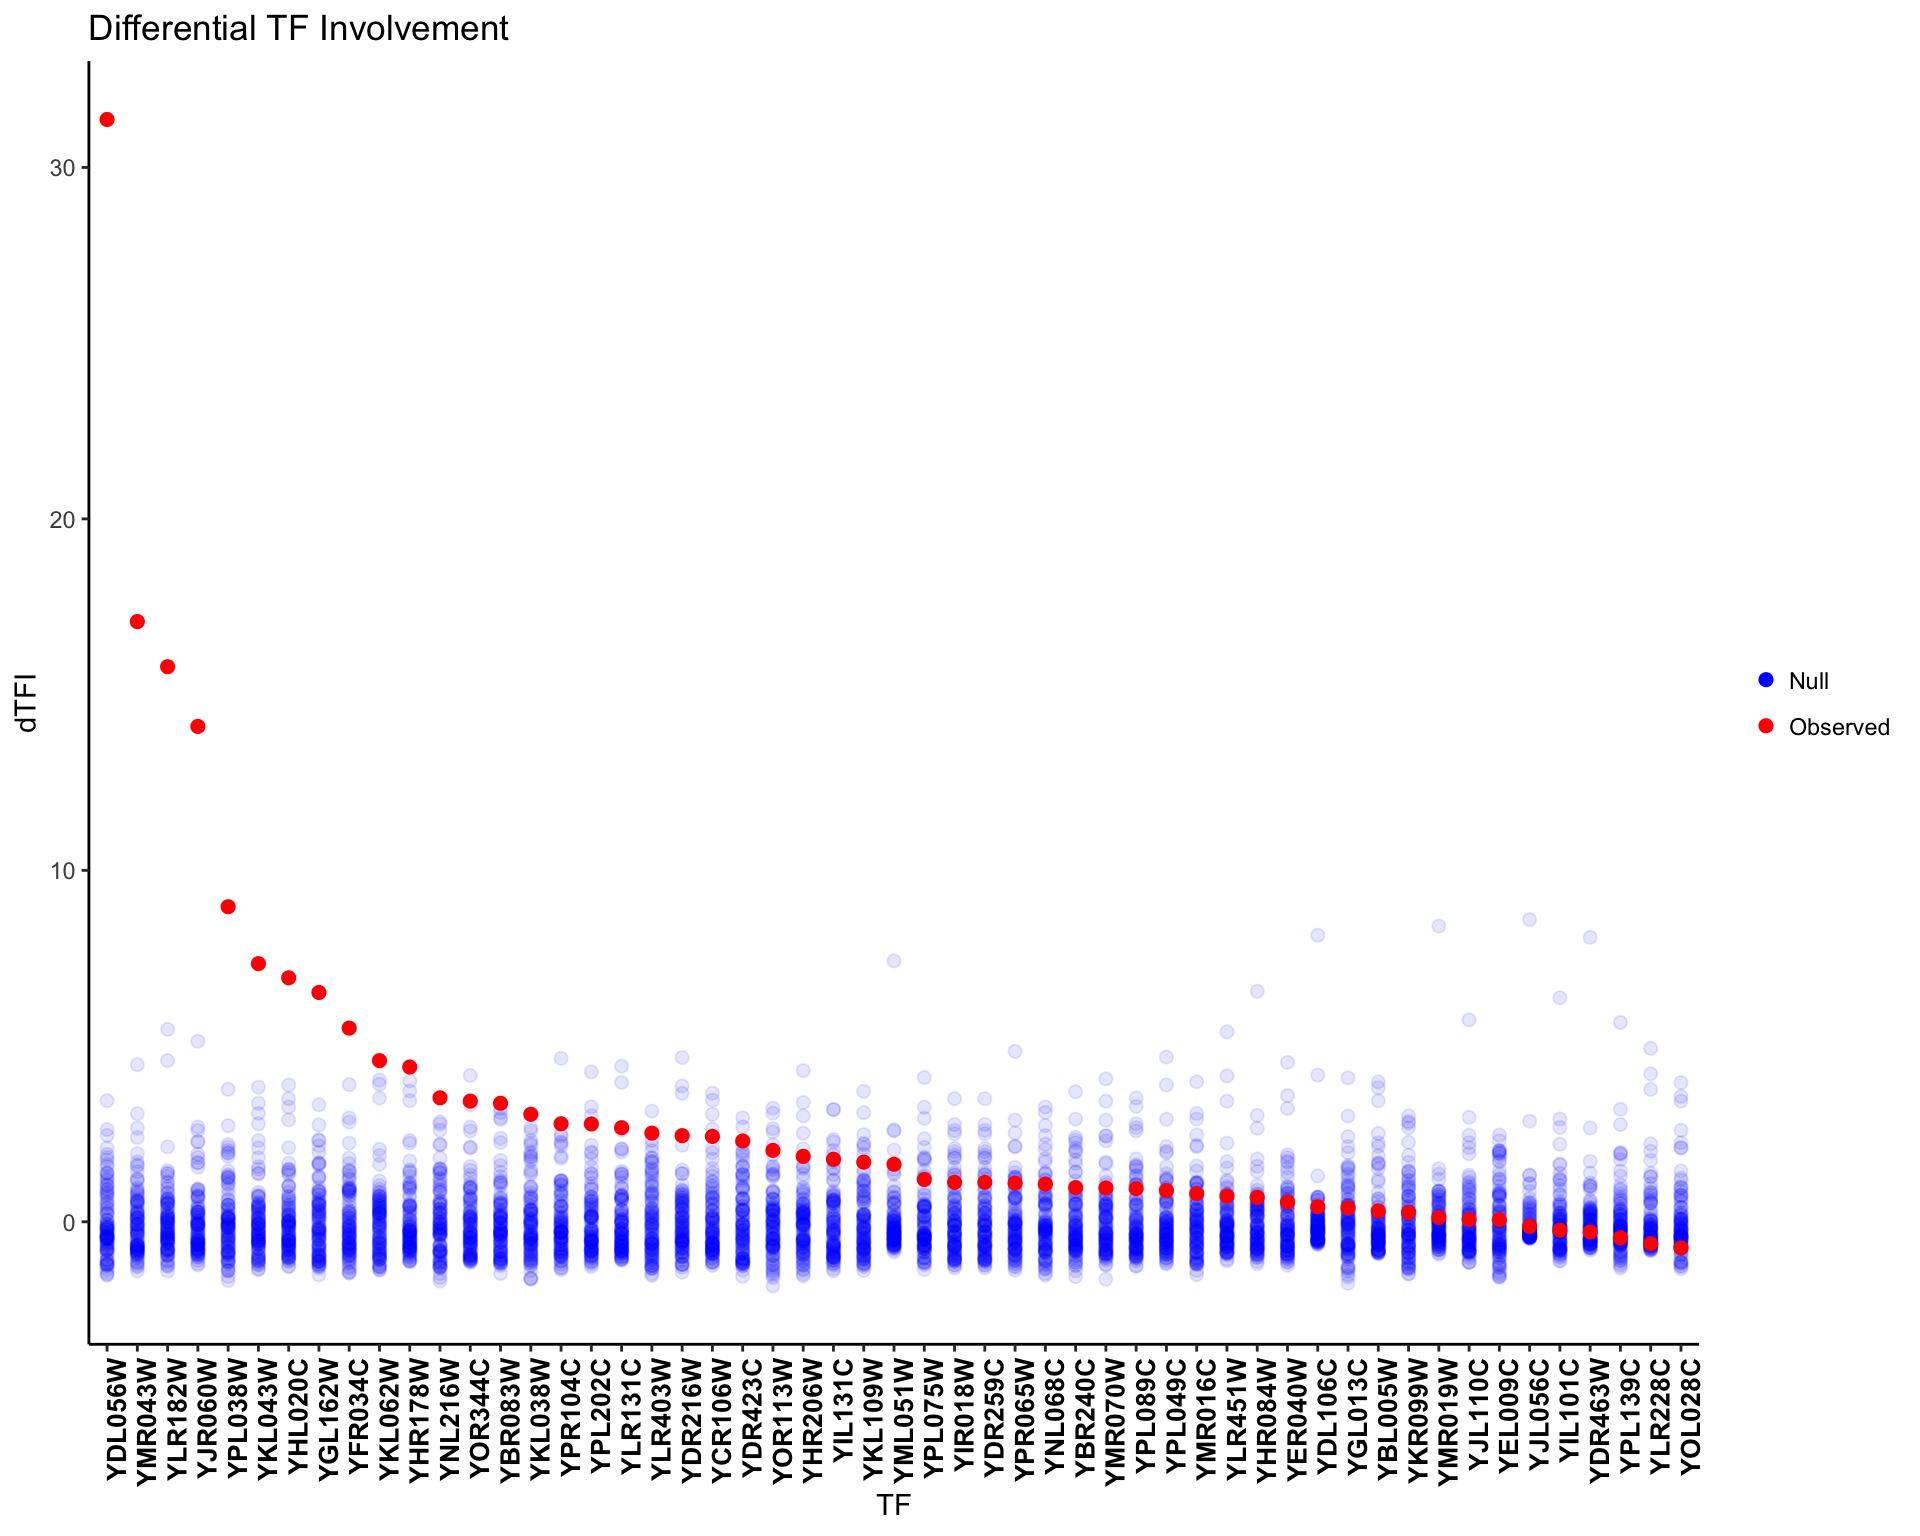 Differential TF Involvement
30
20
10
0
dTFI
Null
Observed
YDL056W
YMR043W
YLR182W
YJR060W
YPL038W
YKL043W
YHL020C
YGL162W
YFR034C
YKL062W
YHR178W
YNL216W
YOR344C
YBR083W
YKL038W
YPR104C
YPL202C
YLR131C
YLR403W
YDR216W
YCR106W
YDR423C
YOR113W
YHR206W
YIL131C
YKL109W
YML051W
YPL075W
YIR018W
YDR259C
YPR065W
YNL068C
YBR240C
YMR070W
YPL089C
YPL049C
YMR016C
YLR451W
YHR084W
YER040W
YDL106C
YGL013C
YBL005W
YKR099W
YMR019W
YJL110C
YEL009C
YJL056C
YIL101C
YDR463W
YPL139C
YLR228C
YOL028C
TF